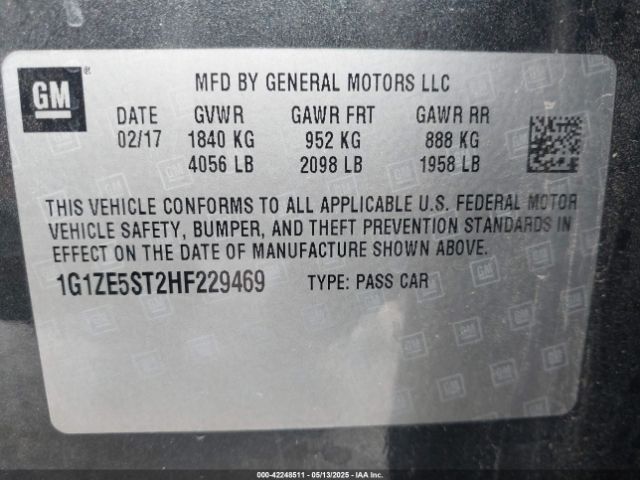 GM
MFD BY GENERAL MOTORS LLC
DATE GVWR GAWR FRT GAWR RR
02/17 1840 KG 952 KG 888 KG
4056 LB 2098 LB 1958 LB
THIS VEHICLE CONFORMS TO ALL APPLICABLE U.S. FEDERAL MOTOR
VEHICLE SAFETY, BUMPER, AND THEFT PREVENTION STANDARDS IN
EFFECT ON THE DATE OF MANUFACTURE SHOWN ABOVE.
1G1ZE5ST2HF229469 TYPE: PASS CAR
000-42248511 - 05/13/2025 - IAA Inc.